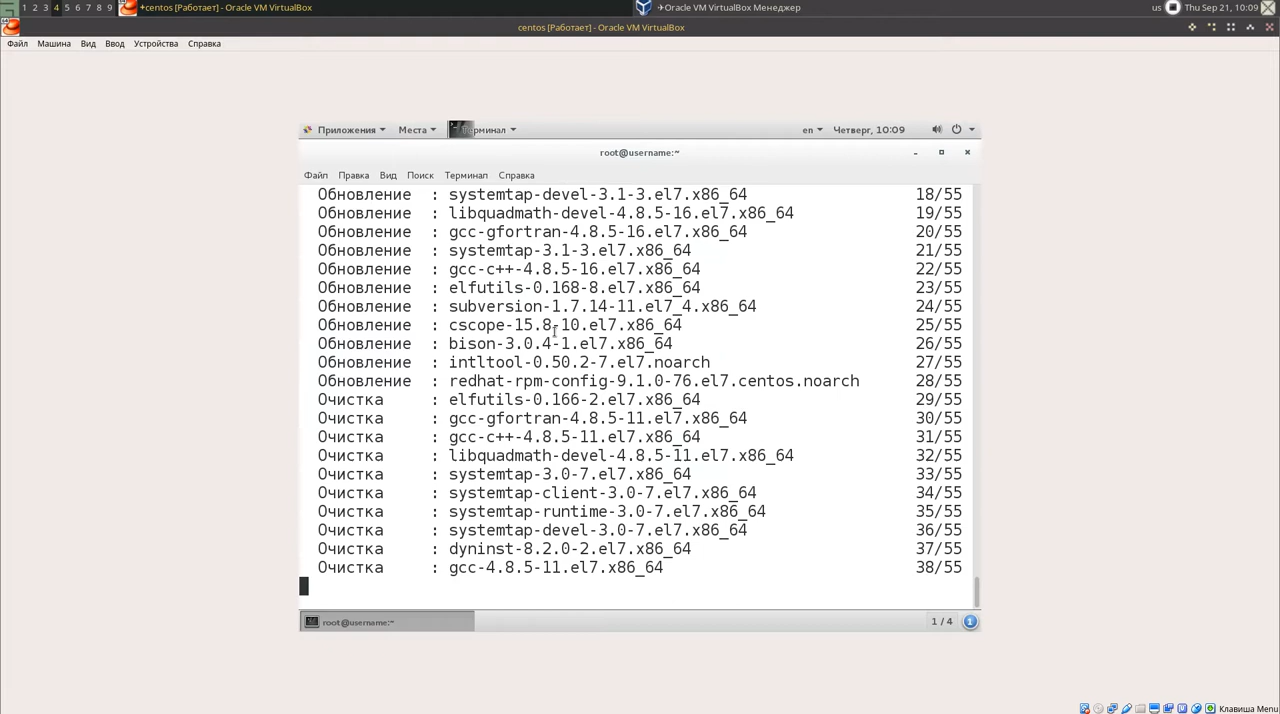 1 2 3 4 5 6 7 8 9 +centos [Работает] - Oracle VM VirtualBox ✈Oracle VM VirtualBox Менеджер us Thu Sep 21, 10:09
centos [Работает] - Oracle VM VirtualBox
Файл Машина Вид Ввод Устройства Справка
Приложения Места Терминал en Четверг, 10:09
root@username:~
Файл Правка Вид Поиск Терминал Справка
Обновление : systemtap-devel-3.1-3.el7.x86_64 18/55
Обновление : libquadmath-devel-4.8.5-16.el7.x86_64 19/55
Обновление : gcc-gfortran-4.8.5-16.el7.x86_64 20/55
Обновление : systemtap-3.1-3.el7.x86_64 21/55
Обновление : gcc-c++-4.8.5-16.el7.x86_64 22/55
Обновление : elfutils-0.168-8.el7.x86_64 23/55
Обновление : subversion-1.7.14-11.el7_4.x86_64 24/55
Обновление : cscope-15.8-10.el7.x86_64 25/55
Обновление : bison-3.0.4-1.el7.x86_64 26/55
Обновление : intltool-0.50.2-7.el7.noarch 27/55
Обновление : redhat-rpm-config-9.1.0-76.el7.centos.noarch 28/55
Очистка : elfutils-0.166-2.el7.x86_64 29/55
Очистка : gcc-gfortran-4.8.5-11.el7.x86_64 30/55
Очистка : gcc-c++-4.8.5-11.el7.x86_64 31/55
Очистка : libquadmath-devel-4.8.5-11.el7.x86_64 32/55
Очистка : systemtap-3.0-7.el7.x86_64 33/55
Очистка : systemtap-client-3.0-7.el7.x86_64 34/55
Очистка : systemtap-runtime-3.0-7.el7.x86_64 35/55
Очистка : systemtap-devel-3.0-7.el7.x86_64 36/55
Очистка : dyninst-8.2.0-2.el7.x86_64 37/55
Очистка : gcc-4.8.5-11.el7.x86_64 38/55
root@username:~ 1 / 4 1
Клавиша Menu